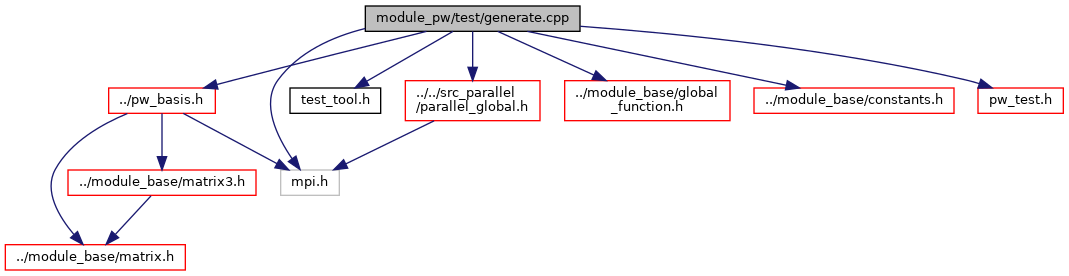 module_pw/test/generate.cpp
../pw_basis.h
test_tool.h
../../src_parallel
/parallel_global.h
../module_base/global
_function.h
../module_base/constants.h
pw_test.h
../module_base/matrix3.h
mpi.h
../module_base/matrix.h